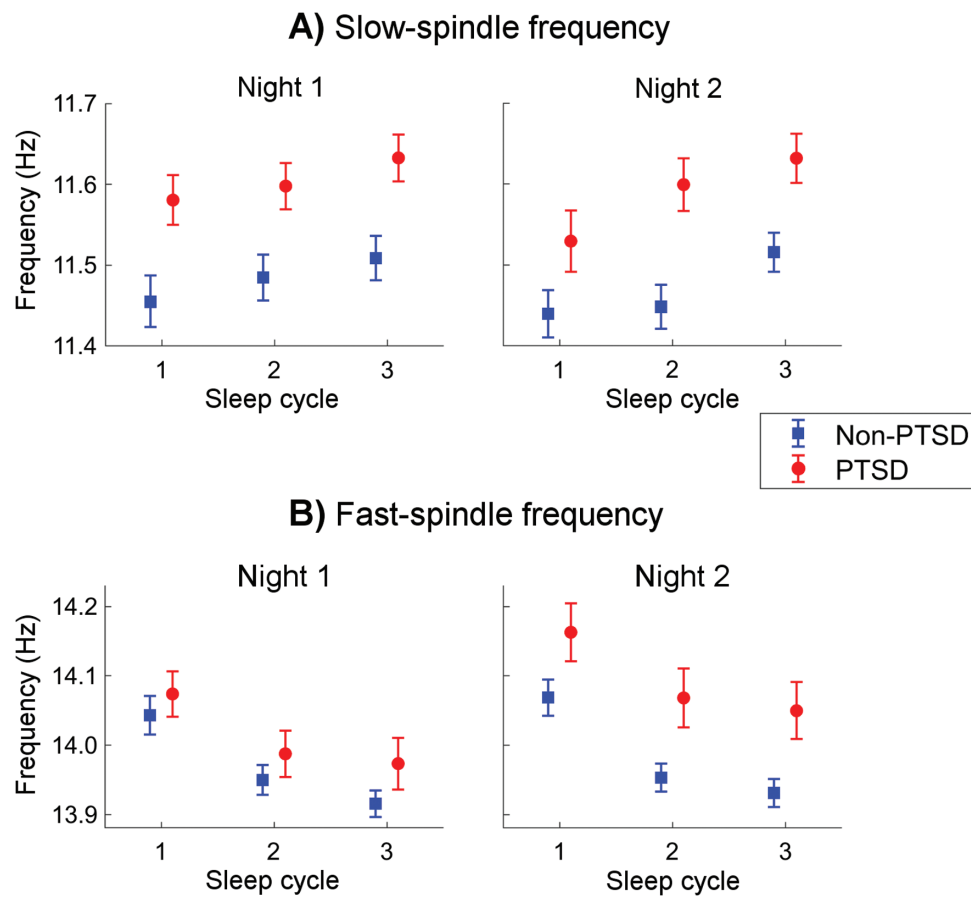 A) Slow-spindle frequency
Night 1
Night 2
Frequency (Hz)
11.7
11.6
11.5
11.4
1 2 3
1 2 3
Sleep cycle
Sleep cycle
Non-PTSD
PTSD
B) Fast-spindle frequency
Night 1
Night 2
Frequency (Hz)
14.2
14.1
14.0
13.9
1 2 3
1 2 3
Sleep cycle
Sleep cycle